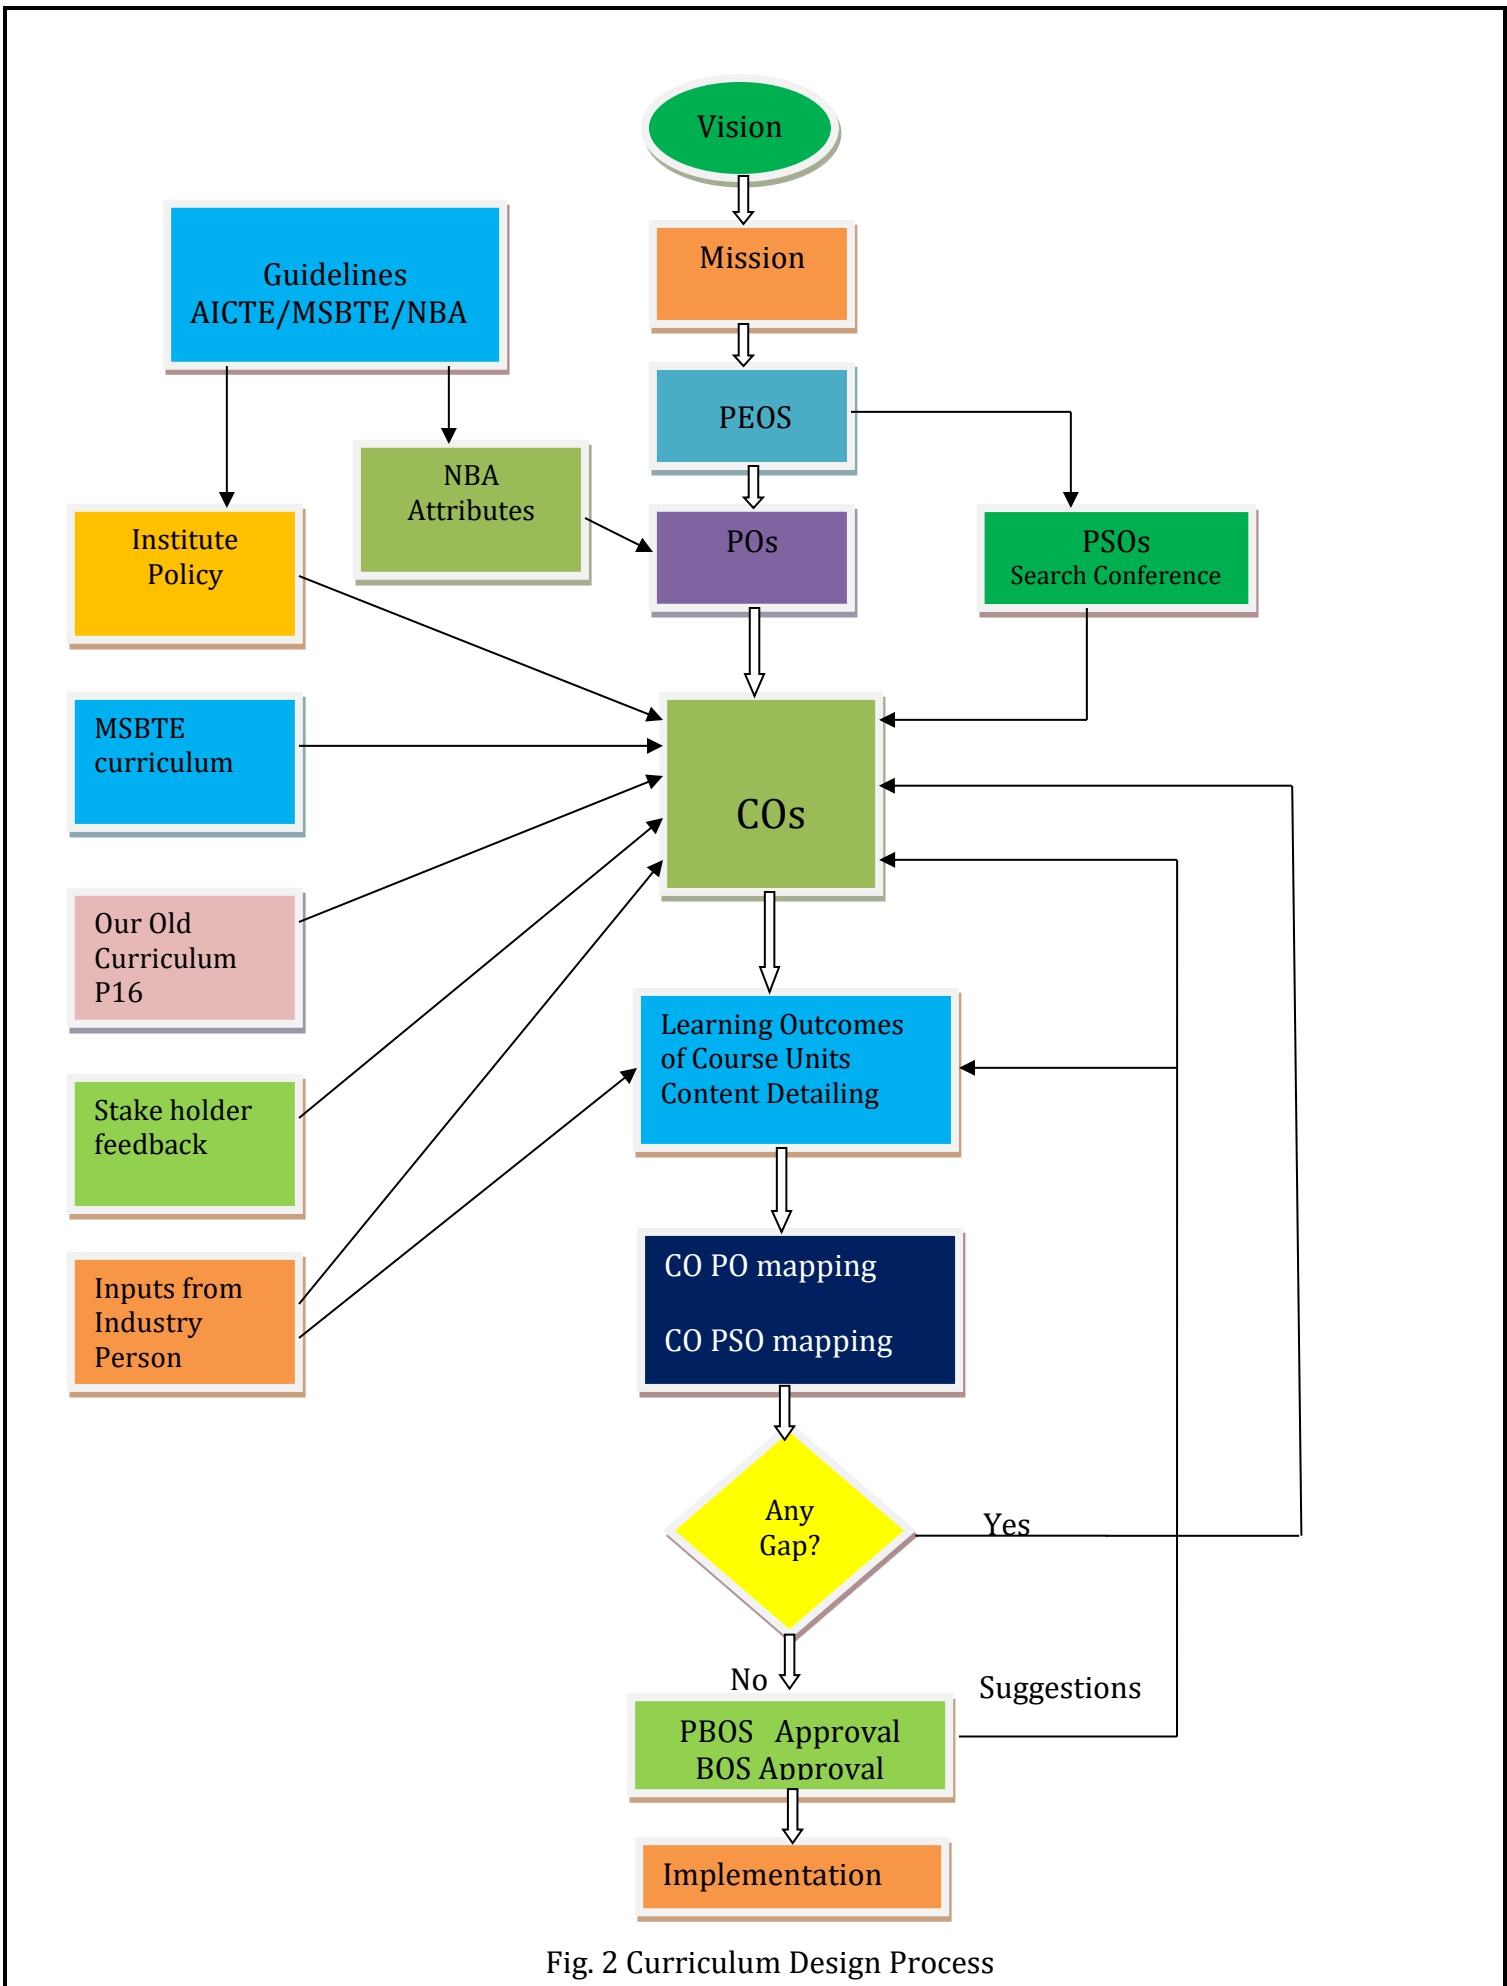 Vision
Guidelines
AICTE/MSBTE/NBA
Mission
PEOS
NBA
Attributes
Institute
Policy
POs
PSOs
Search Conference
MSBTE
curriculum
COs
Our Old
Curriculum
P16
Learning Outcomes
of Course Units
Content Detailing
Stake holder
feedback
CO PO mapping
CO PSO mapping
Inputs from
Industry
Person
Any
Gap?
Yes
No
Suggestions
PBOS   Approval
BOS Approval
Implementation
Fig. 2 Curriculum Design Process